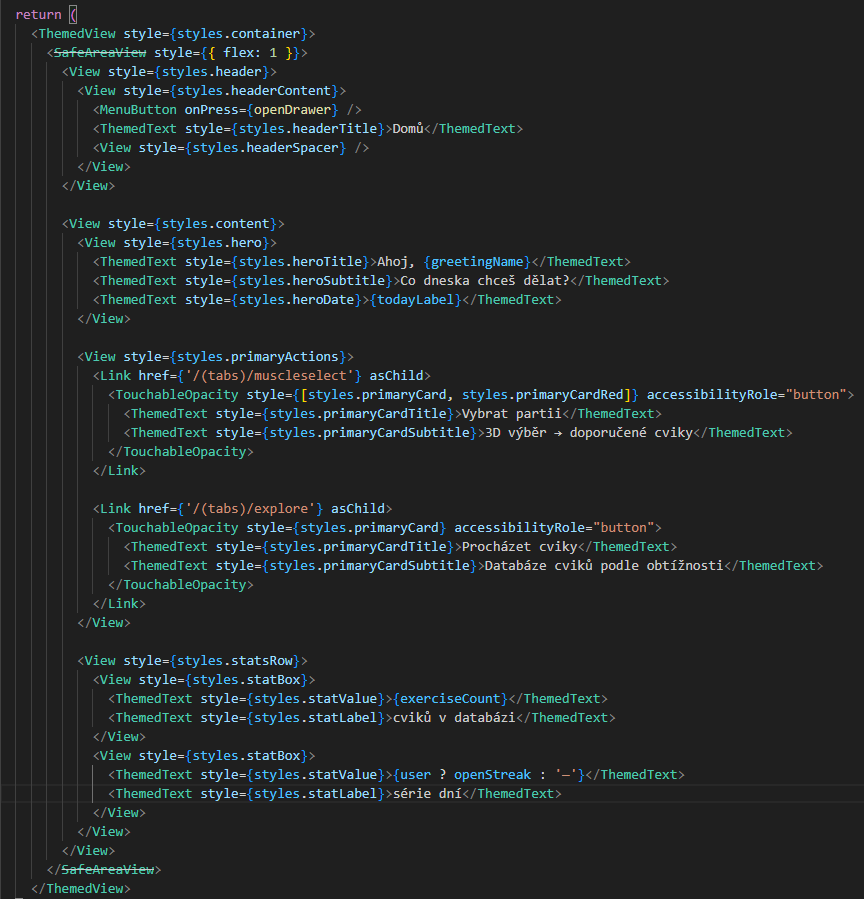 return (
<ThemedView style={styles.container}>
<SafeAreaView style={{ flex: 1 }}>
<View style={styles.header}>
<View style={styles.headerContent}>
<MenuButton onPress={openDrawer} />
<ThemedText style={styles.headerTitle}>Domů</ThemedText>
<View style={styles.headerSpacer} />
</View>
</View>
<View style={styles.content}>
<View style={styles.hero}>
<ThemedText style={styles.heroTitle}>Ahoj, {greetingName}</ThemedText>
<ThemedText style={styles.heroSubtitle}>Co dneska chceš dělat?</ThemedText>
<ThemedText style={styles.heroDate}>{todayLabel}</ThemedText>
</View>
<View style={styles.primaryActions}>
<Link href={'/(tabs)/muscleselect'} asChild>
<TouchableOpacity style={[styles.primaryCard, styles.primaryCardRed]} accessibilityRole="button">
<ThemedText style={styles.primaryCardTitle}>Vybrat partii</ThemedText>
<ThemedText style={styles.primaryCardSubtitle}>3D výběr → doporučené cviky</ThemedText>
</TouchableOpacity>
</Link>
<Link href={'/(tabs)/explore'} asChild>
<TouchableOpacity style={styles.primaryCard} accessibilityRole="button">
<ThemedText style={styles.primaryCardTitle}>Procházet cviky</ThemedText>
<ThemedText style={styles.primaryCardSubtitle}>Databáze cviků podle obtížnosti</ThemedText>
</TouchableOpacity>
</Link>
</View>
<View style={styles.statsRow}>
<View style={styles.statBox}>
<ThemedText style={styles.statValue}>{exerciseCount}</ThemedText>
<ThemedText style={styles.statLabel}>cviků v databázi</ThemedText>
</View>
<View style={styles.statBox}>
<ThemedText style={styles.statValue}>{user ? openStreak : '—'}</ThemedText>
<ThemedText style={styles.statLabel}>série dní</ThemedText>
</View>
</View>
</View>
</SafeAreaView>
</ThemedView>